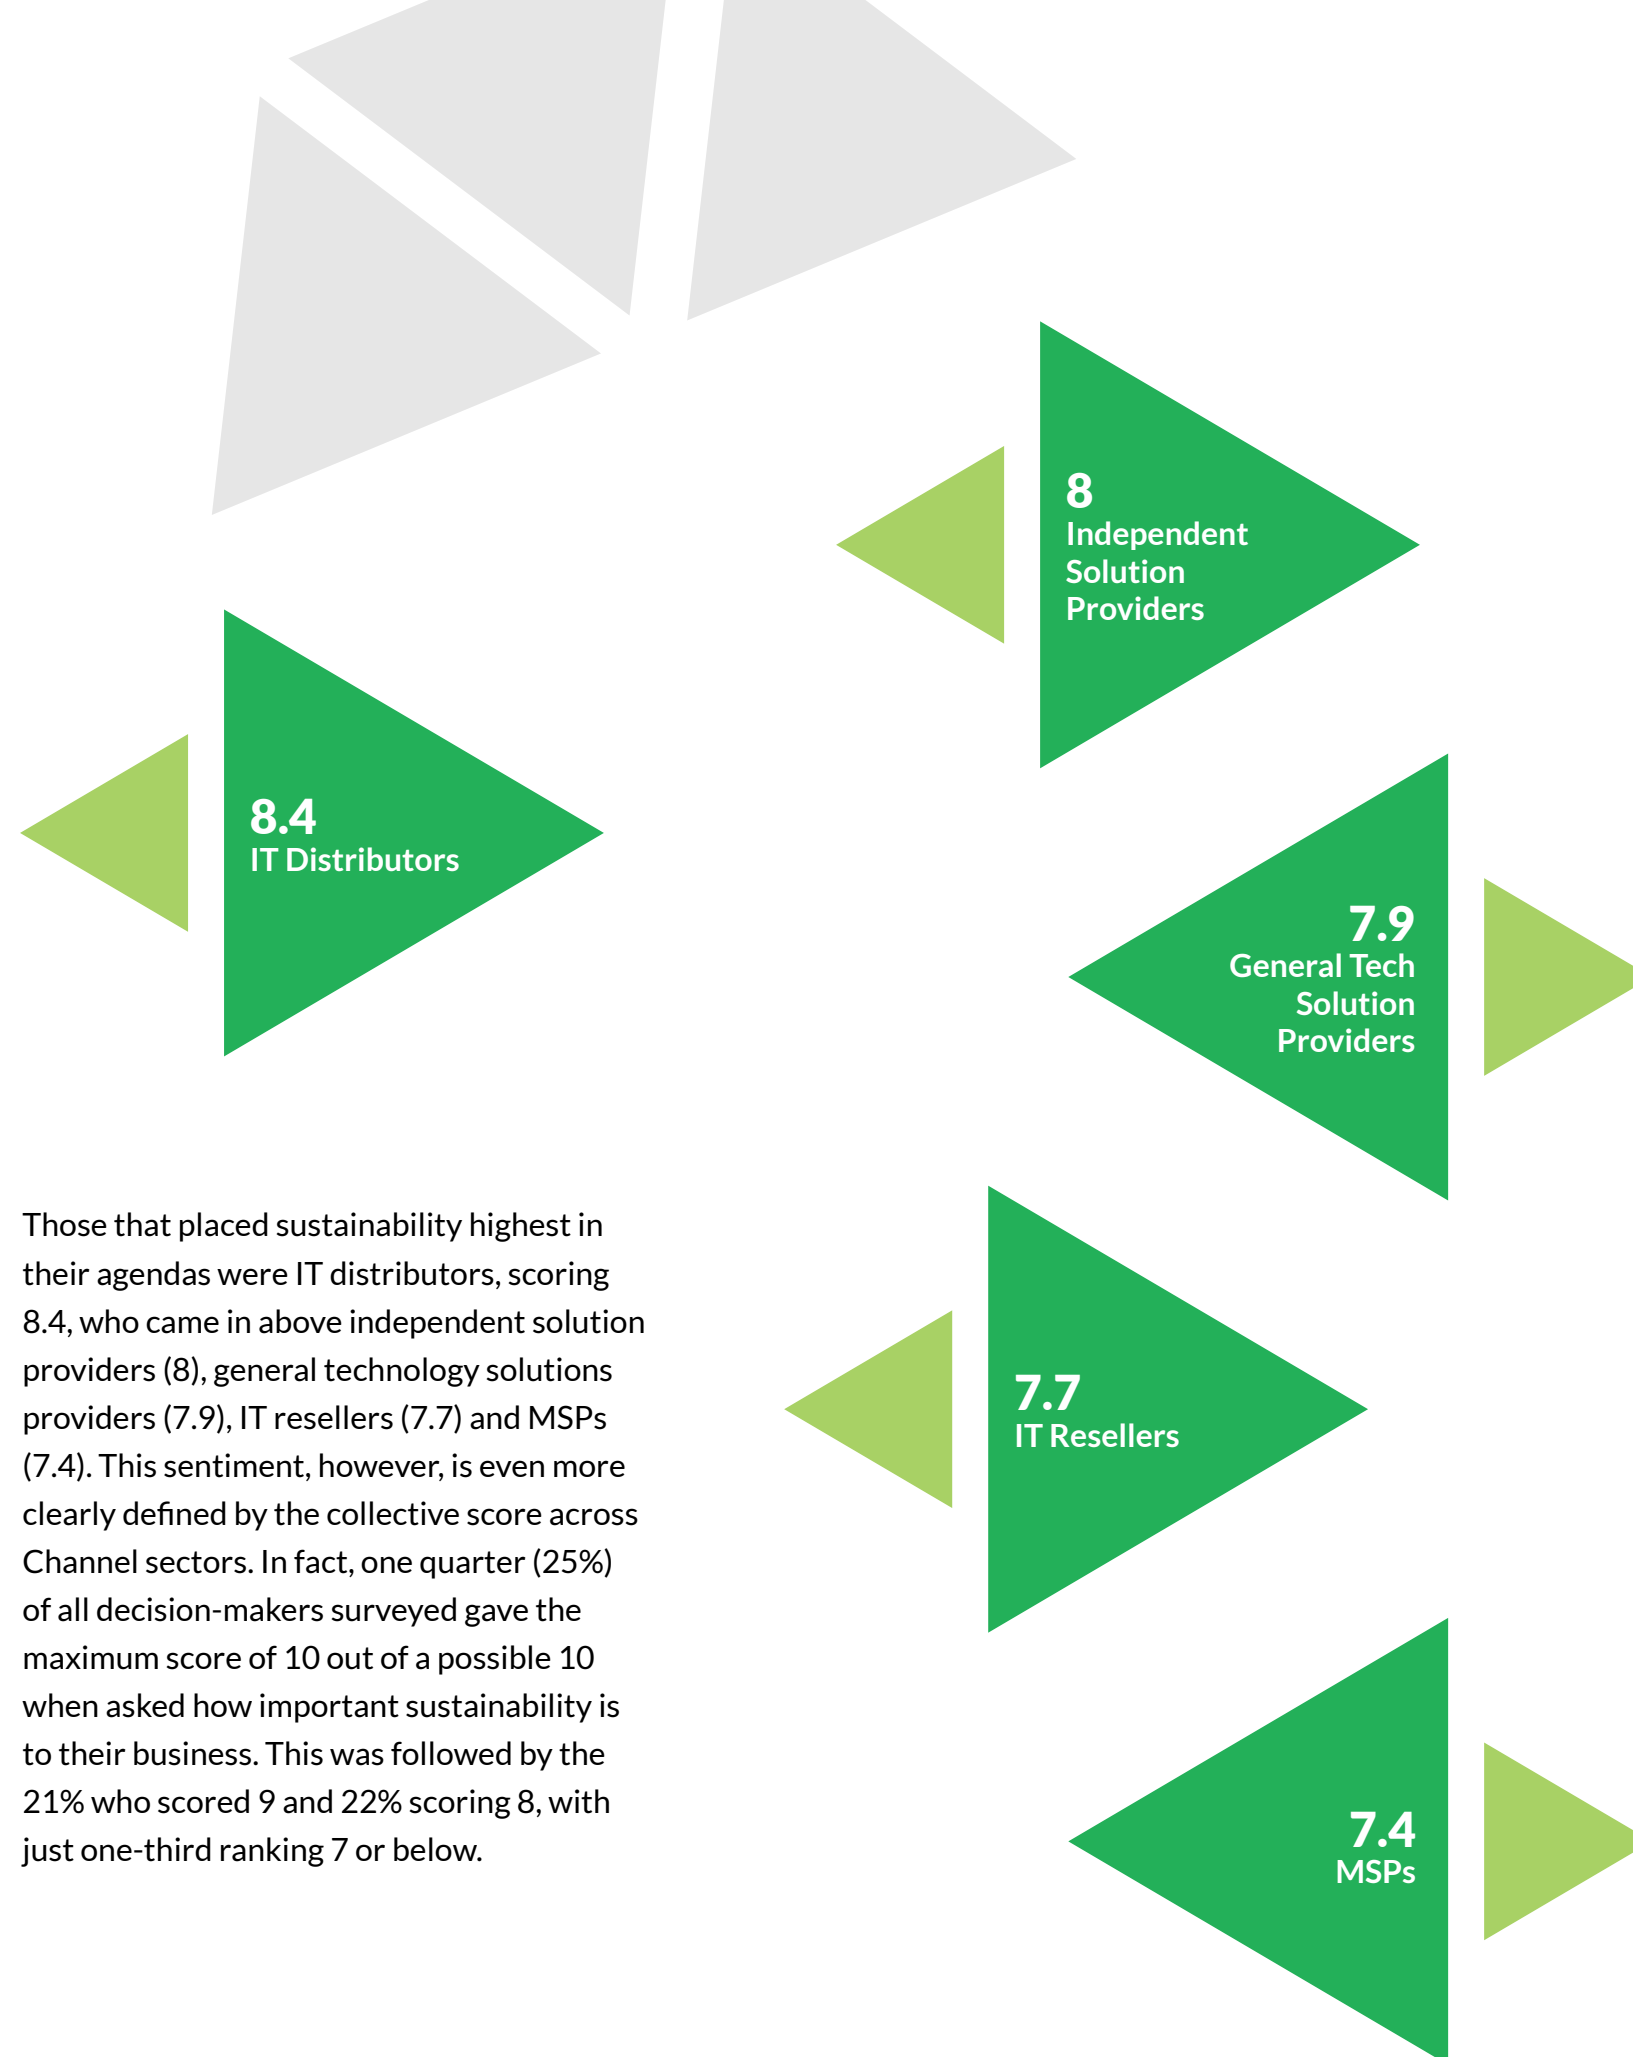 8
Independent
Solution
Providers
8.4
IT Distributors
7.9
General Tech
Solution
Providers
Those that placed sustainability highest in
their agendas were IT distributors, scoring
8.4, who came in above independent solution
providers (8), general technology solutions
providers (7.9), IT resellers (7.7) and MSPs
(7.4). This sentiment, however, is even more
clearly defined by the collective score across
Channel sectors. In fact, one quarter (25%)
of all decision-makers surveyed gave the
maximum score of 10 out of a possible 10
when asked how important sustainability is
to their business. This was followed by the
21% who scored 9 and 22% scoring 8, with
just one-third ranking 7 or below.
7.7
IT Resellers
7.4
MSPs